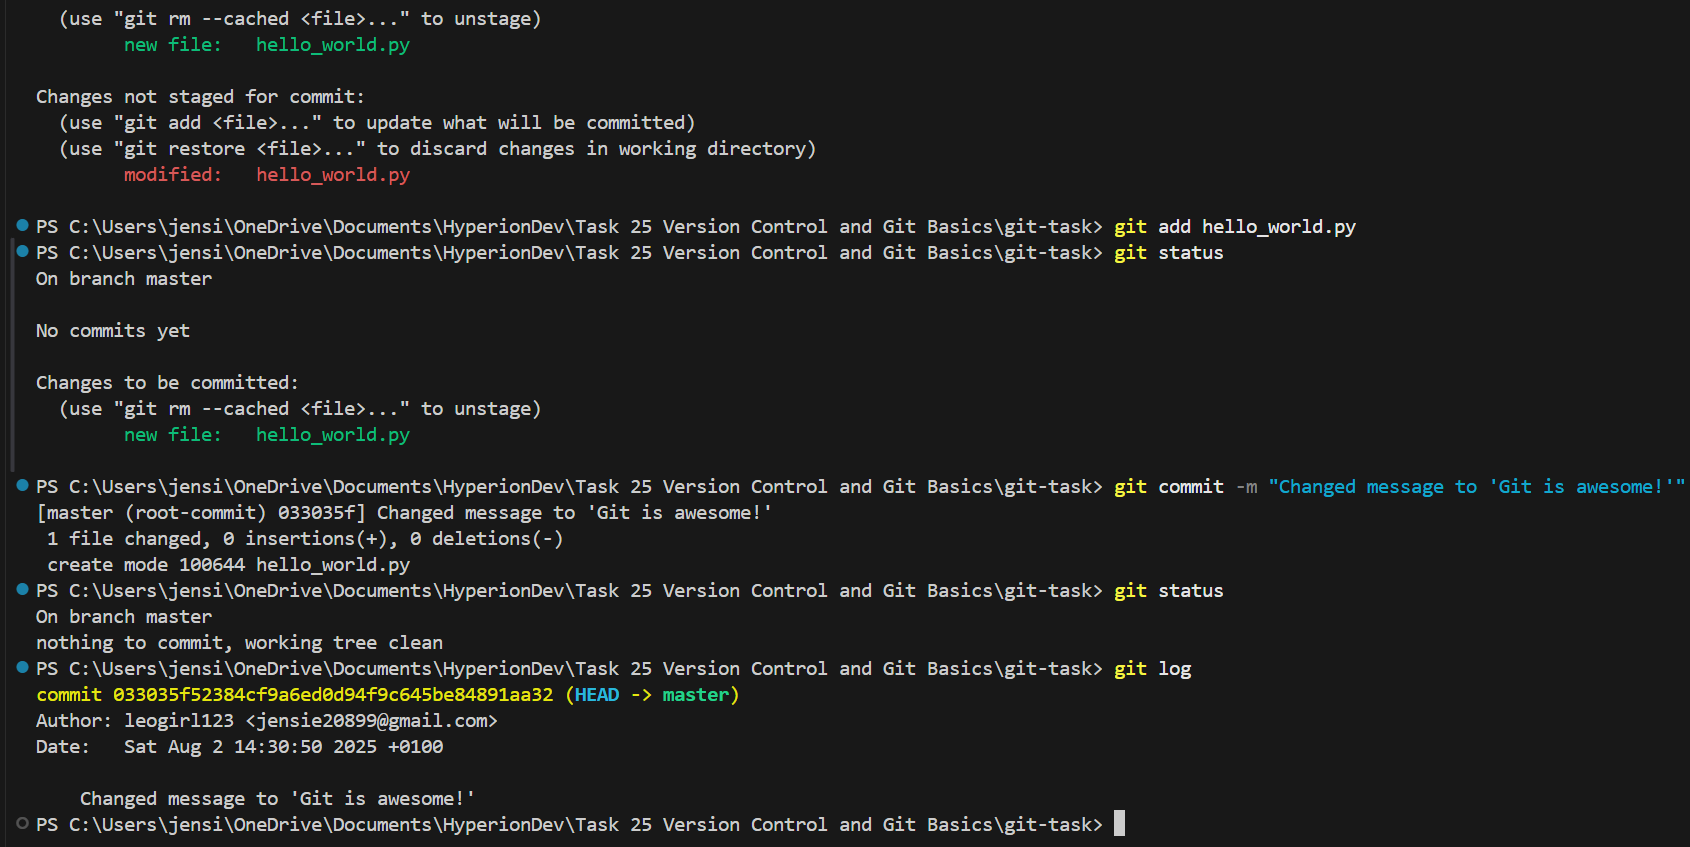 (use "git rm --cached <file>..." to unstage)
new file:   hello_world.py
Changes not staged for commit:
(use "git add <file>..." to update what will be committed)
(use "git restore <file>..." to discard changes in working directory)
modified:   hello_world.py
PS C:\Users\jensi\OneDrive\Documents\HyperionDev\Task 25 Version Control and Git Basics\git-task> git add hello_world.py
PS C:\Users\jensi\OneDrive\Documents\HyperionDev\Task 25 Version Control and Git Basics\git-task> git status
On branch master
No commits yet
Changes to be committed:
(use "git rm --cached <file>..." to unstage)
new file:   hello_world.py
PS C:\Users\jensi\OneDrive\Documents\HyperionDev\Task 25 Version Control and Git Basics\git-task> git commit -m "Changed message to 'Git is awesome!'"
[master (root-commit) 033035f] Changed message to 'Git is awesome!'
1 file changed, 0 insertions(+), 0 deletions(-)
create mode 100644 hello_world.py
PS C:\Users\jensi\OneDrive\Documents\HyperionDev\Task 25 Version Control and Git Basics\git-task> git status
On branch master
nothing to commit, working tree clean
PS C:\Users\jensi\OneDrive\Documents\HyperionDev\Task 25 Version Control and Git Basics\git-task> git log
commit 033035f52384cf9a6ed0d94f9c645be84891aa32 (HEAD -> master)
Author: leogirl123 <jensie20899@gmail.com>
Date:   Sat Aug 2 14:30:50 2025 +0100
Changed message to 'Git is awesome!'
PS C:\Users\jensi\OneDrive\Documents\HyperionDev\Task 25 Version Control and Git Basics\git-task>